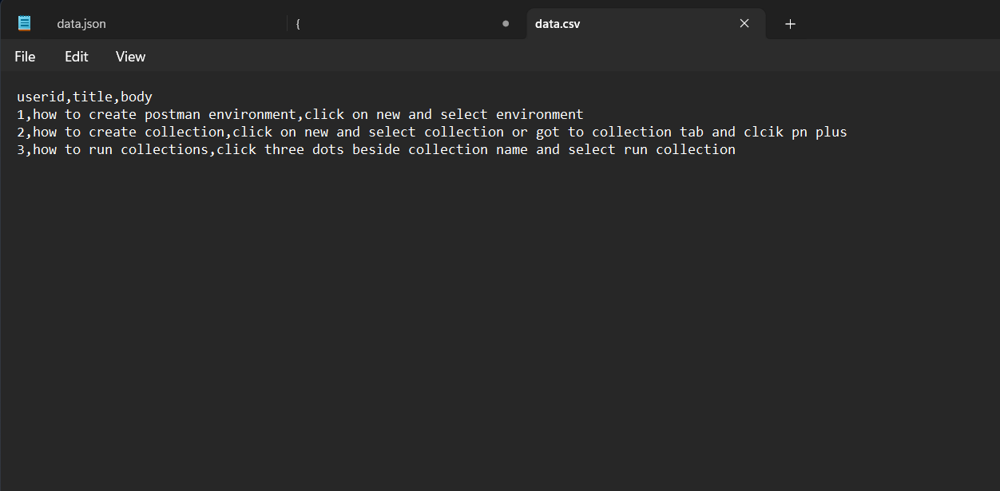 data.json
{
data.csv
File Edit View
userid,title,body
1,how to create postman environment,click on new and select environment
2,how to create collection,click on new and select collection or got to collection tab and clcik pn plus
3,how to run collections,click three dots beside collection name and select run collection